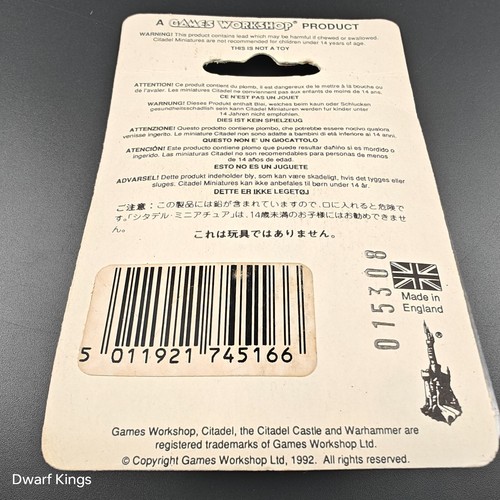 A GAMES WORKSHOP® PRODUCT
WARNING! This product contains lead which may be harmful if chewed or swallowed.
Citadel Miniatures are not recommended for children under 14 years of age.
THIS IS NOT A TOY
ATTENTION! Ce produit contient du plomb, il est dangereux de le mettre à la bouche ou
de l'avaler. Les miniatures Citadel ne conviennent pas aux enfants de moins de 14 ans.
CE N'EST PAS UN JOUET
WARNUNG! Dieses Produkt enthält Blei, welches beim kauen oder Schlucken
gesundheitsschädlich sein kann. Citadel Miniaturen werden für kinder unter
14 Jahren nicht empfohlen.
DIES IST KEIN SPIELZEUG
ATTENZIONE! Questo prodotto contiene plombo, che potrebbe essere nocivo qualora
venisse ingerito. Le miniature Citadel non sono adatte a bambini di età inferiore ai 14 anni.
QUESTO NON E' UN GIOCATTOLO
ATENCIÓN! Este producto contiene plomo que puede resultar dañino si es mordido o
ingerido. Las miniaturas Citadel no son recomendables para personas de menos
de 14 años de edad.
ESTO NO ES UN JUGUETE
ADVARSEL! Dette produkt indeholder bly, som kan være skadeligt, hvis det tygges eller
sluges. Citadel Miniatures kan ikke anbefales til børn under 14 år.
DETTE ER IKKE LEGETØJ
ご注意：この製品には鉛が含まれていますので、口に入れると危険で
す。「シタデル・ミニアチュア」は、14歳未満のお子様にはお勧めできませ
ん。
これは玩具ではありません。
015308
Made in
England
®
5 011921 745166
Games Workshop, Citadel, the Citadel Castle and Warhammer are
registered trademarks of Games Workshop Ltd.
© Copyright Games Workshop Ltd, 1992. All rights reserved.
Dwarf Kings